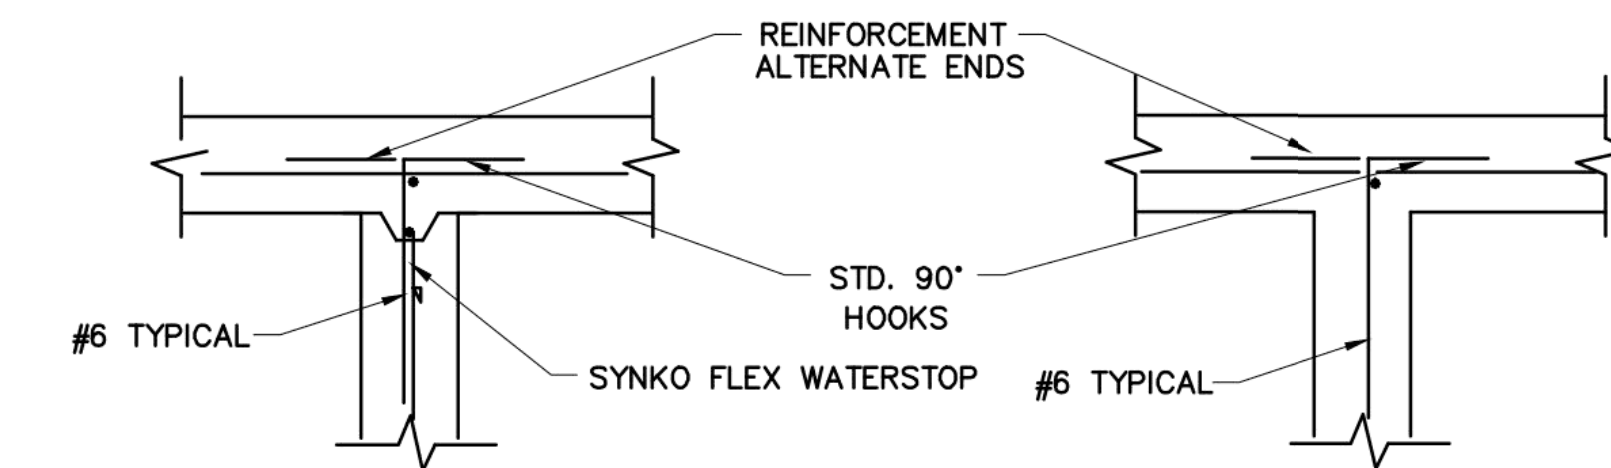 REINFORCEMENT
ALTERNATE ENDS
STD. 90°
HOOKS
#6 TYPICAL
SYNKO FLEX WATERSTOP
#6 TYPICAL